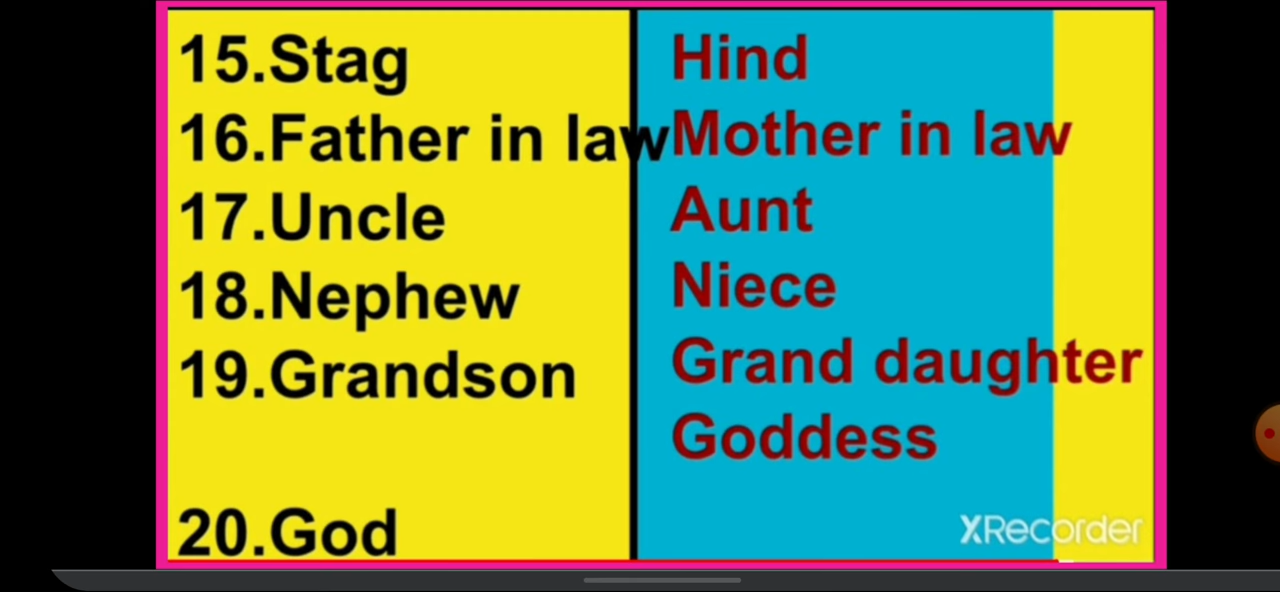 15.Stag Hind
16.Father in law Mother in law
17.Uncle Aunt
18.Nephew Niece
19.Grandson Grand daughter
Goddess
20.God
XRecorder